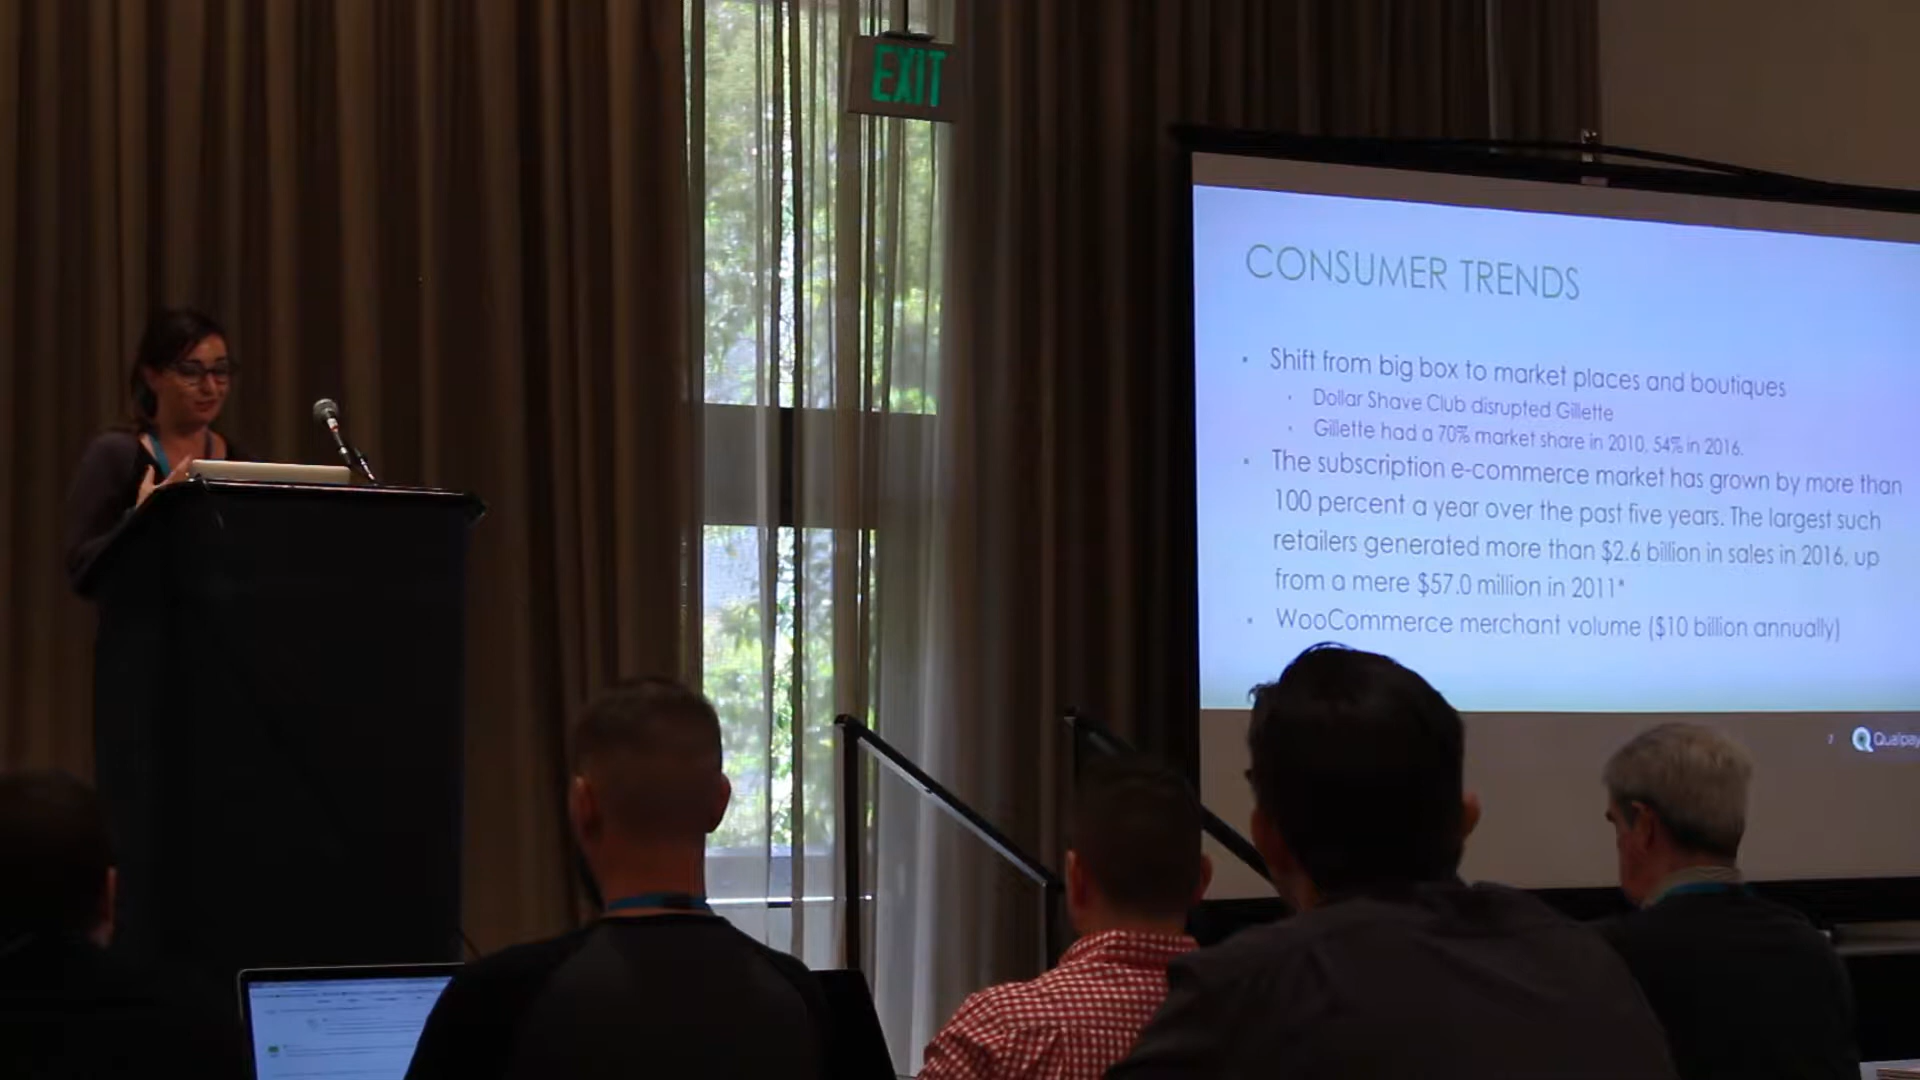 EXIT
CONSUMER TRENDS
Shift from big box to market places and boutiques
Dollar Shave Club disrupted Gillette
Gillette had a 70% market share in 2010, 54% in 2016.
The subscription e-commerce market has grown by more than
100 percent a year over the past five years. The largest such
retailers generated more than $2.6 billion in sales in 2016, up
from a mere $57.0 million in 2011*
WooCommerce merchant volume ($10 billion annually)
Qualpay